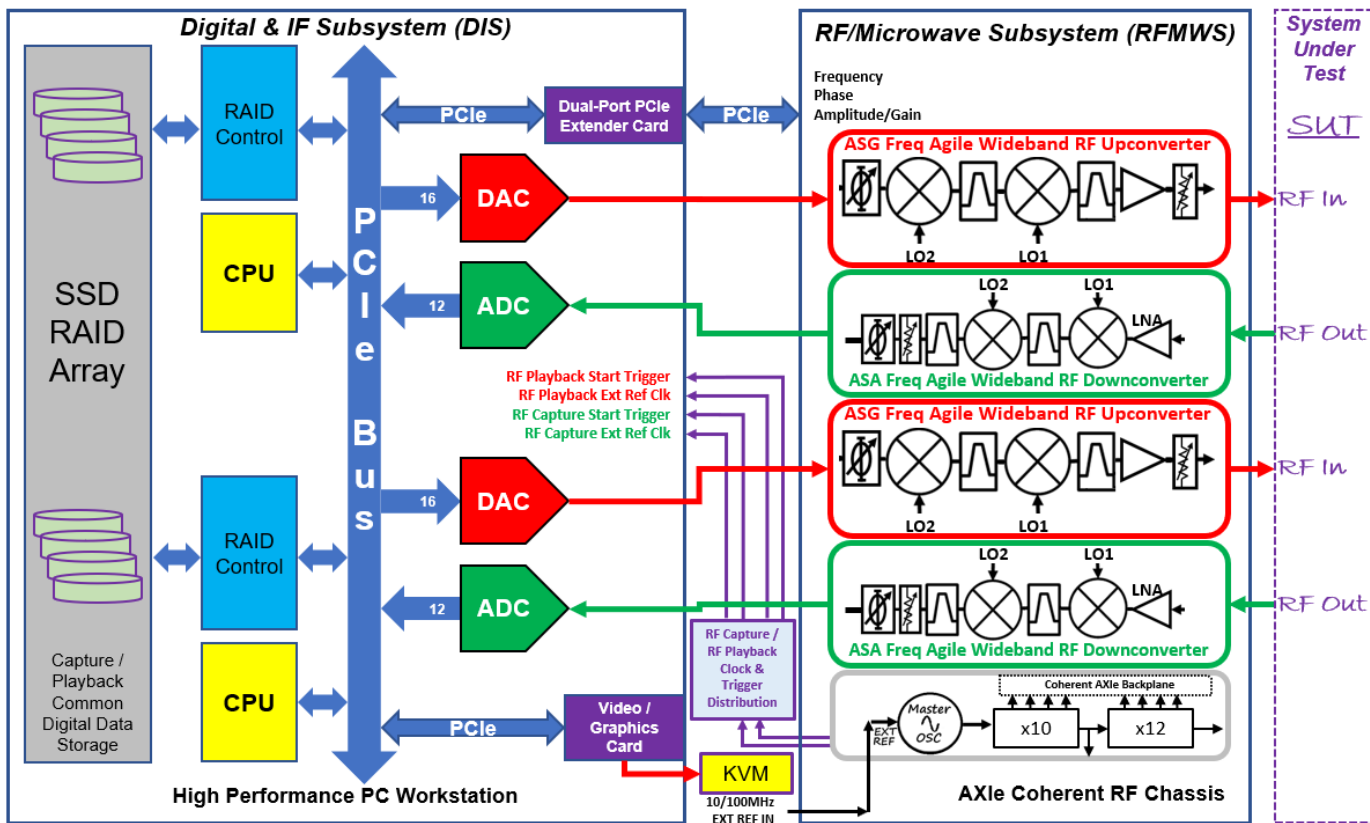 Digital & IF Subsystem (DIS)
RAID
Control
CPU
SSD
RAID
Array
RAID
Control
CPU
Capture /
Playback
Common
Digital Data
Storage
PCIe Bus
PCIe
Dual-Port PCIe
Extender Card
PCIe
16
DAC
12
ADC
RF Playback Start Trigger
RF Playback Ext Ref Clk
RF Capture Start Trigger
RF Capture Ext Ref Clk
16
DAC
12
ADC
RF Capture /
RF Playback
Clock &
Trigger
Distribution
PCIe
Video /
Graphics
Card
KVM
10/100MHz
EXT REF IN
High Performance PC Workstation
RF/Microwave Subsystem (RFMWS)
Frequency
Phase
Amplitude/Gain
ASG Freq Agile Wideband RF Upconverter
LO2
LO1
LO2
LO1
LNA
ASA Freq Agile Wideband RF Downconverter
ASG Freq Agile Wideband RF Upconverter
LO2
LO1
LO2
LO1
LNA
ASA Freq Agile Wideband RF Downconverter
Coherent AXIe Backplane
EXT
REF
Master
OSC
x10
x12
AXIe Coherent RF Chassis
System
Under
Test
SUT
RF In
RF Out
RF In
RF Out